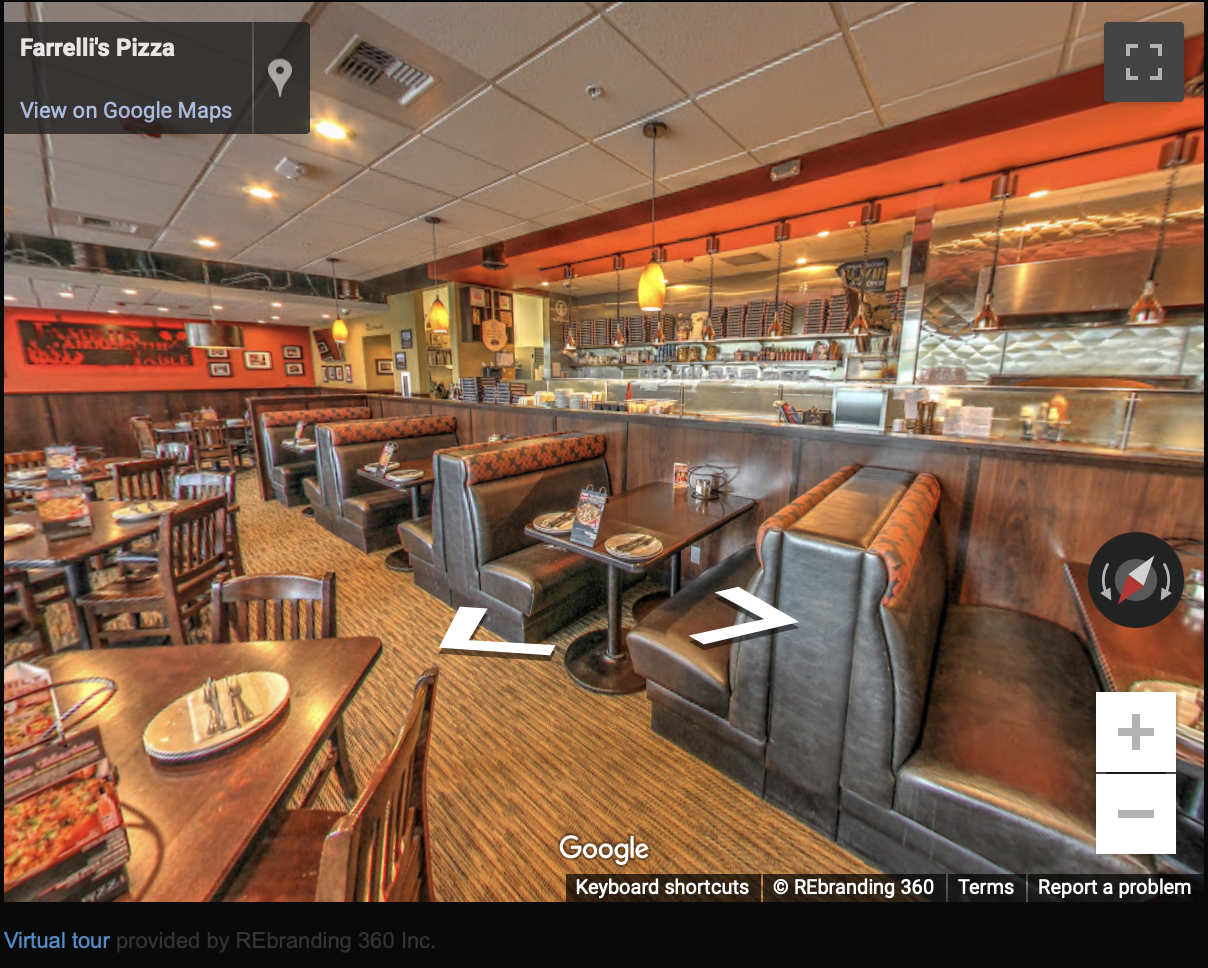 Farrelli's Pizza
View on Google Maps
TABLE
Google
Keyboard shortcuts
© REbranding 360
Terms
Report a problem
Virtual tour provided by REbranding 360 Inc.